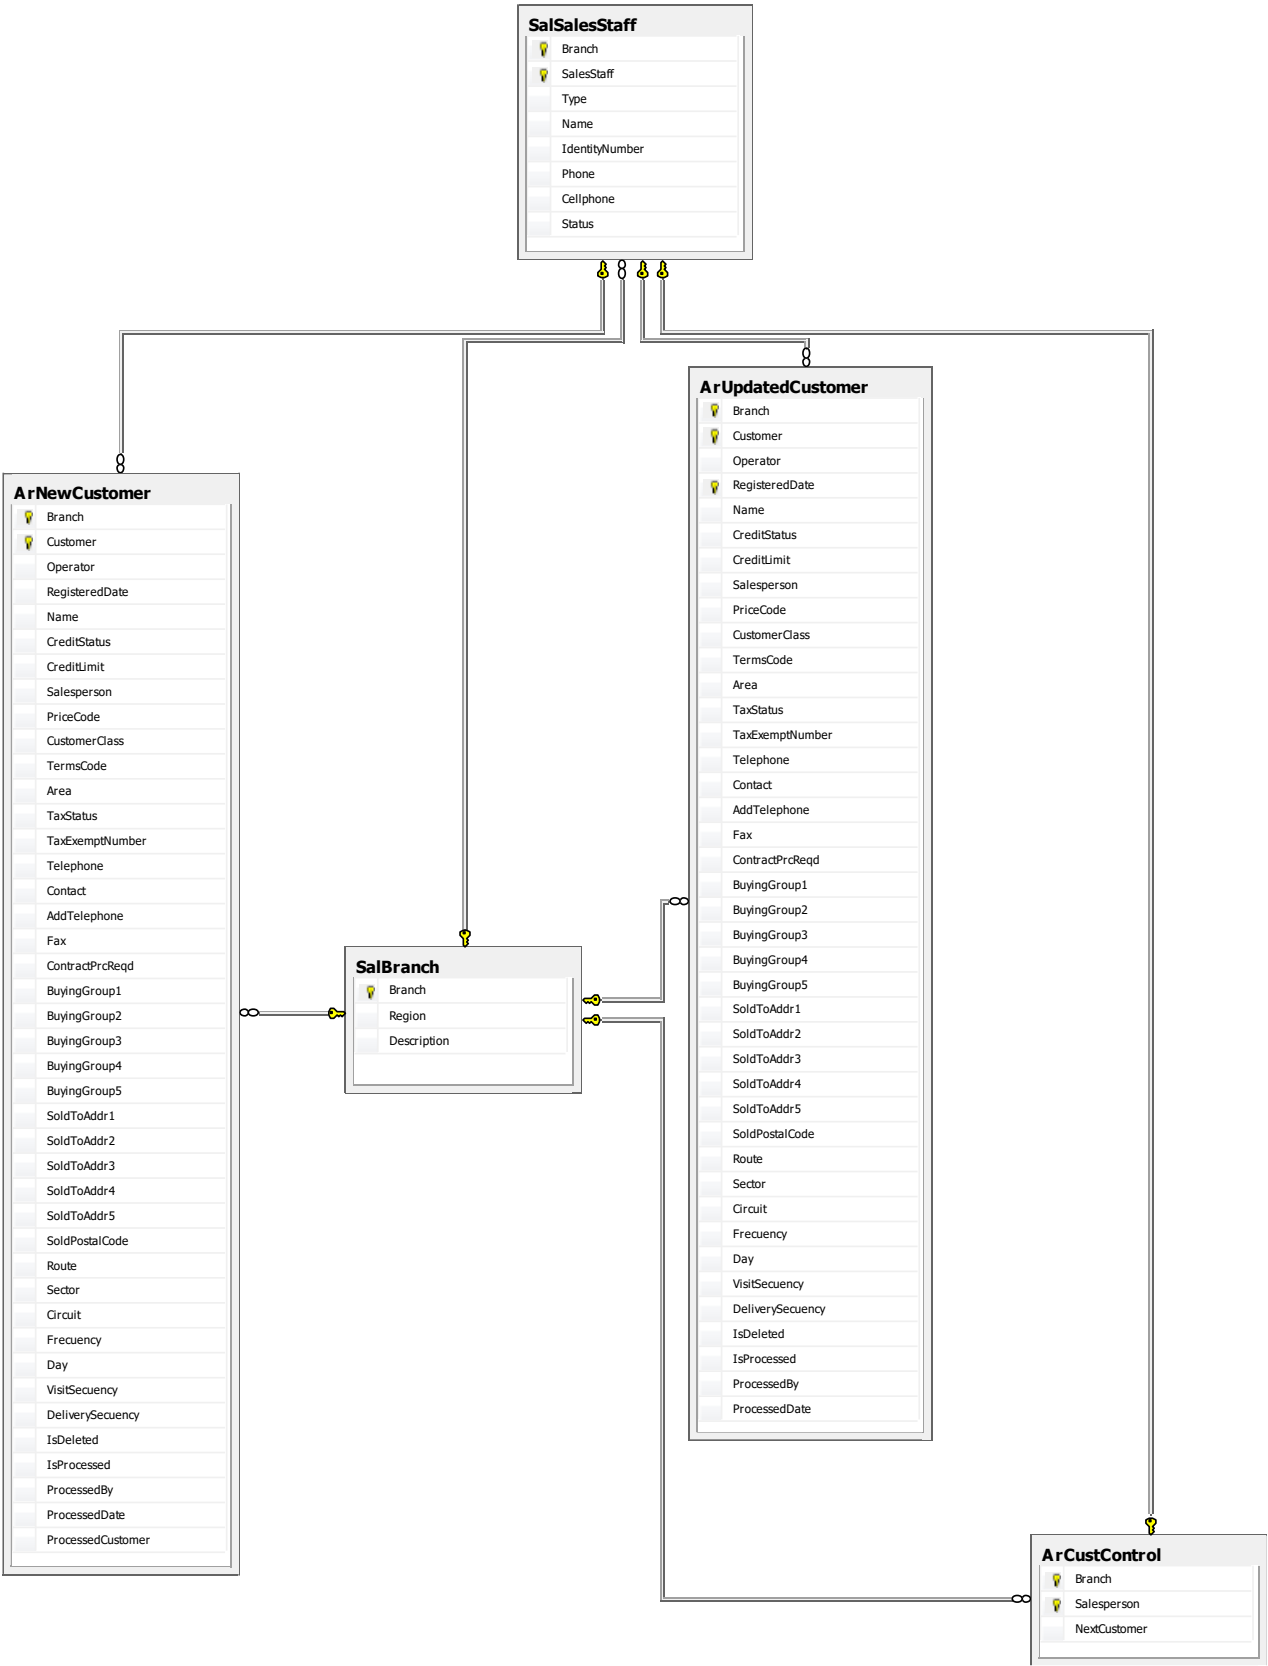 SalSalesStaff
Branch
SalesStaff
Type
Name
IdentityNumber
Phone
Cellphone
Status
ArUpdatedCustomer
Branch
Customer
Operator
RegisteredDate
Name
CreditStatus
CreditLimit
Salesperson
PriceCode
CustomerClass
TermsCode
Area
TaxStatus
TaxExemptNumber
Telephone
Contact
AddTelephone
Fax
ContractPrcReqd
BuyingGroup1
BuyingGroup2
BuyingGroup3
BuyingGroup4
BuyingGroup5
SoldToAddr1
SoldToAddr2
SoldToAddr3
SoldToAddr4
SoldToAddr5
SoldPostalCode
Route
Sector
Circuit
Frecuency
Day
VisitSecuency
DeliverySecuency
IsDeleted
IsProcessed
ProcessedBy
ProcessedDate
ArNewCustomer
Branch
Customer
Operator
RegisteredDate
Name
CreditStatus
CreditLimit
Salesperson
PriceCode
CustomerClass
TermsCode
Area
TaxStatus
TaxExemptNumber
Telephone
Contact
AddTelephone
Fax
ContractPrcReqd
BuyingGroup1
BuyingGroup2
BuyingGroup3
BuyingGroup4
BuyingGroup5
SoldToAddr1
SoldToAddr2
SoldToAddr3
SoldToAddr4
SoldToAddr5
SoldPostalCode
Route
Sector
Circuit
Frecuency
Day
VisitSecuency
DeliverySecuency
IsDeleted
IsProcessed
ProcessedBy
ProcessedDate
ProcessedCustomer
SalBranch
Branch
Region
Description
ArCustControl
Branch
Salesperson
NextCustomer